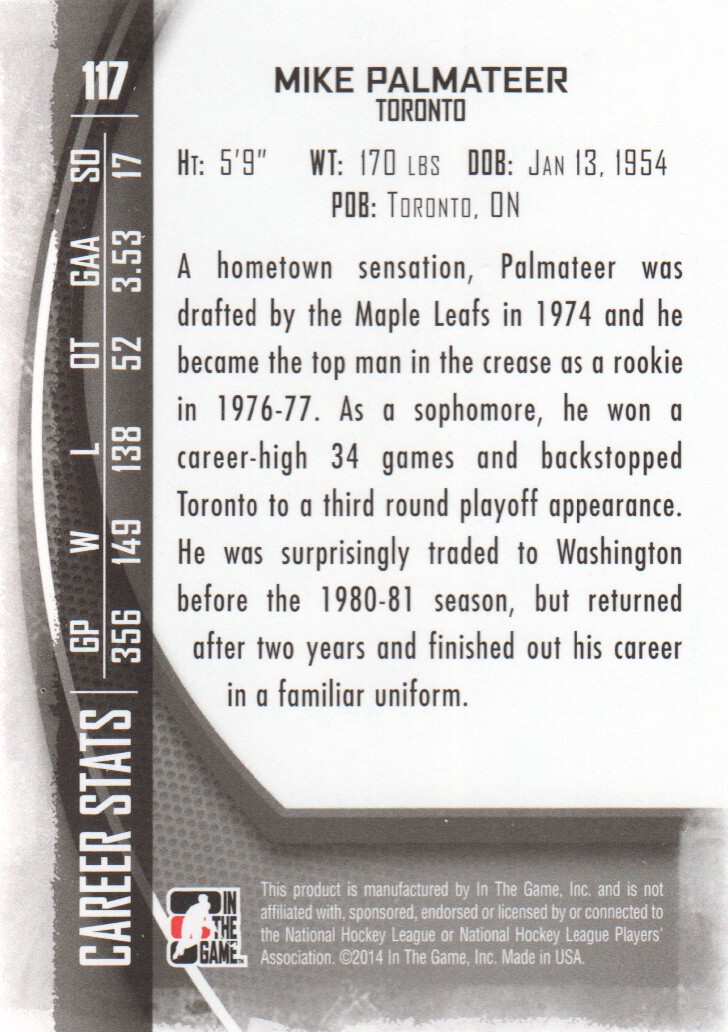 117
MIKE PALMATEER
TORONTO
HT: 5'9" WT: 170 LBS DOB: JAN 13, 1954
POB: TORONTO, ON
A hometown sensation, Palmateer was
drafted by the Maple Leafs in 1974 and he
became the top man in the crease as a rookie
in 1976-77. As a sophomore, he won a
career-high 34 games and backstopped
Toronto to a third round playoff appearance.
He was surprisingly traded to Washington
before the 1980-81 season, but returned
after two years and finished out his career
in a familiar uniform.
CAREER STATS
GP W L OT GAA SO
356 149 138 52 3.53 17
IN
THE
GAME™
This product is manufactured by In The Game, Inc. and is not
affiliated with, sponsored, endorsed or licensed by or connected to
the National Hockey League or National Hockey League Players'
Association. ©2014 In The Game, Inc. Made in USA.